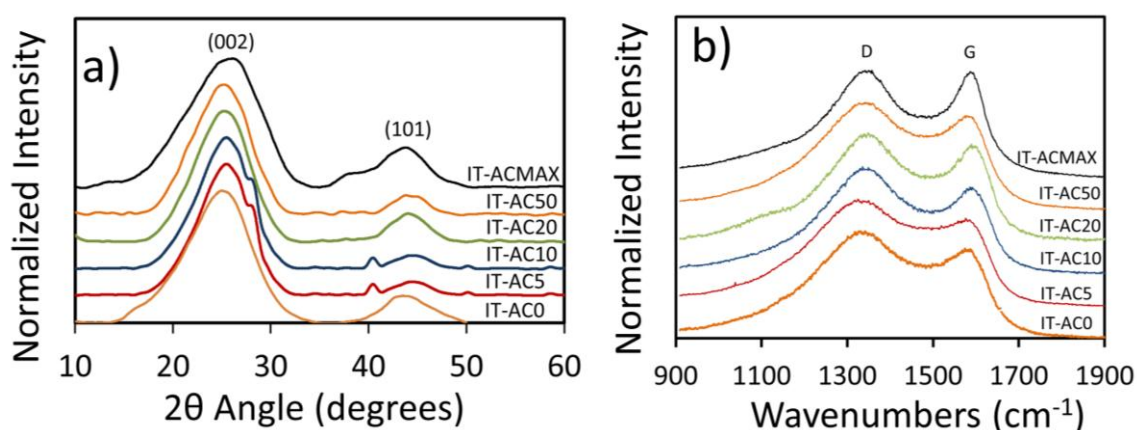 a)
(002)
(101)
IT-ACMAX
IT-AC50
IT-AC20
IT-AC10
IT-AC5
IT-AC0
Normalized Intensity
10 20 30 40 50 60
2θ Angle (degrees)
b)
D G
IT-ACMAX
IT-AC50
IT-AC20
IT-AC10
IT-AC5
IT-AC0
Normalized Intensity
900 1100 1300 1500 1700 1900
Wavenumbers (cm-1)